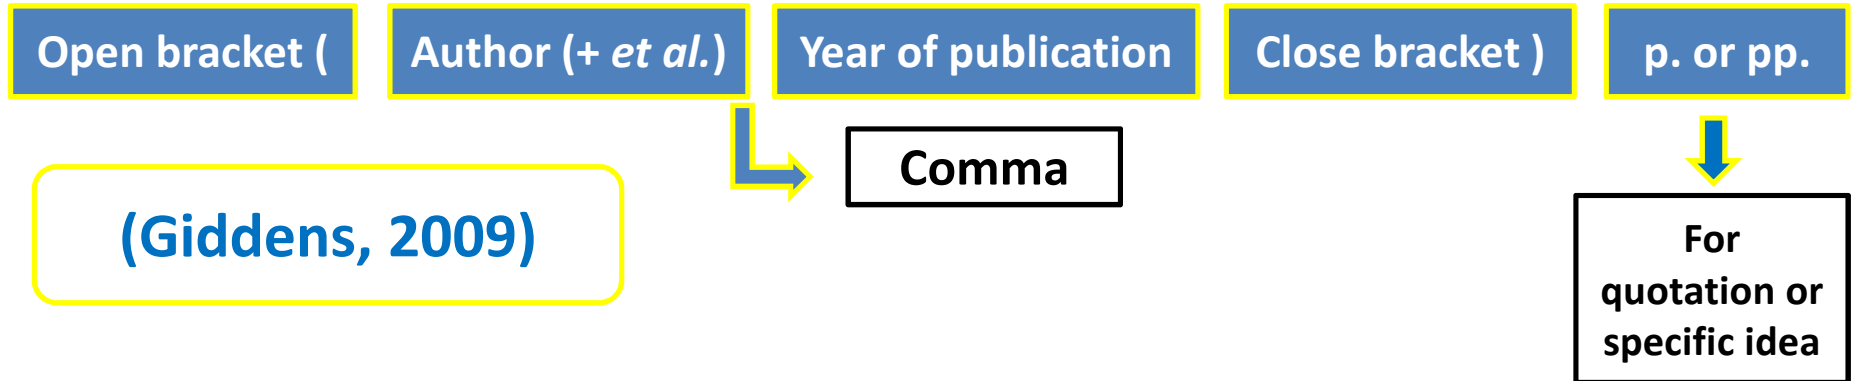 Open bracket ( Author (+ et al.) Year of publication Close bracket ) p. or pp.
Comma
(Giddens, 2009)
For
quotation or
specific idea